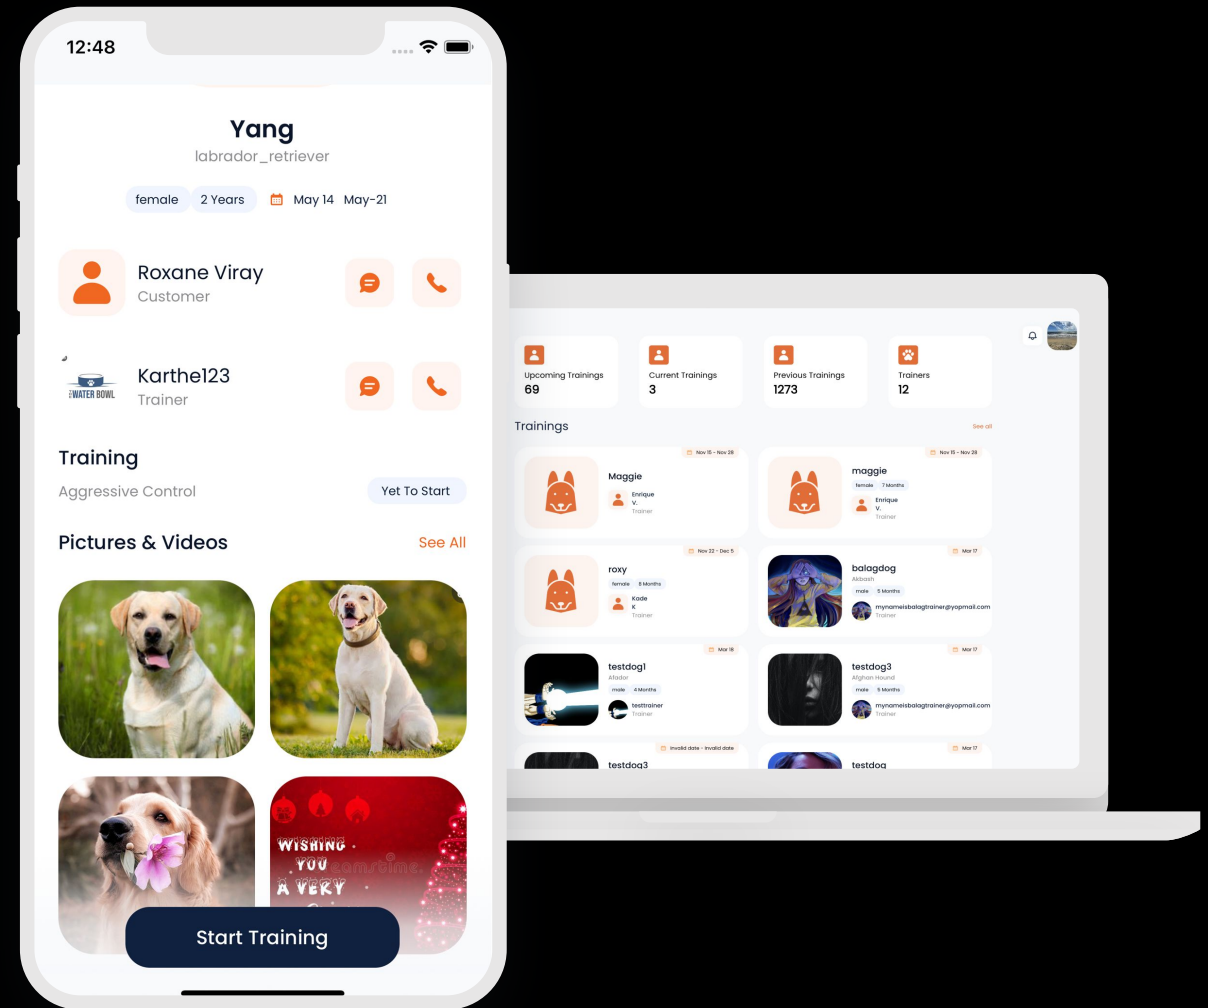 12:48
Yang
labrador_retriever
female
2 Years
May 14 May-21
Roxane Viray
Customer
WATER BOWL
Karthe123
Trainer
Training
Aggressive Control
Yet To Start
Pictures & Videos
See All
WISHING
YOU
A VERY
Start Training
Upcoming Trainings
69
Current Trainings
3
Previous Trainings
1273
Trainers
12
Trainings
See all
Nov 15 - Nov 28
Maggie
Enrique
V.
Trainer
Nov 15 - Nov 28
maggie
female 7 Months
Enrique
V.
Trainer
Nov 22 - Dec 5
roxy
female 8 Months
Kade
K
Trainer
Mar 17
balagdog
Akbash
male 5 Months
mynameisbalagtrainer@yopmail.com
Trainer
Mar 18
testdog1
Afador
male 4 Months
testtrainer
Trainer
Mar 17
testdog3
Afghan Hound
male 5 Months
mynameisbalagtrainer@yopmail.com
Trainer
Invalid date - Invalid date
testdog3
Mar 17
testdog